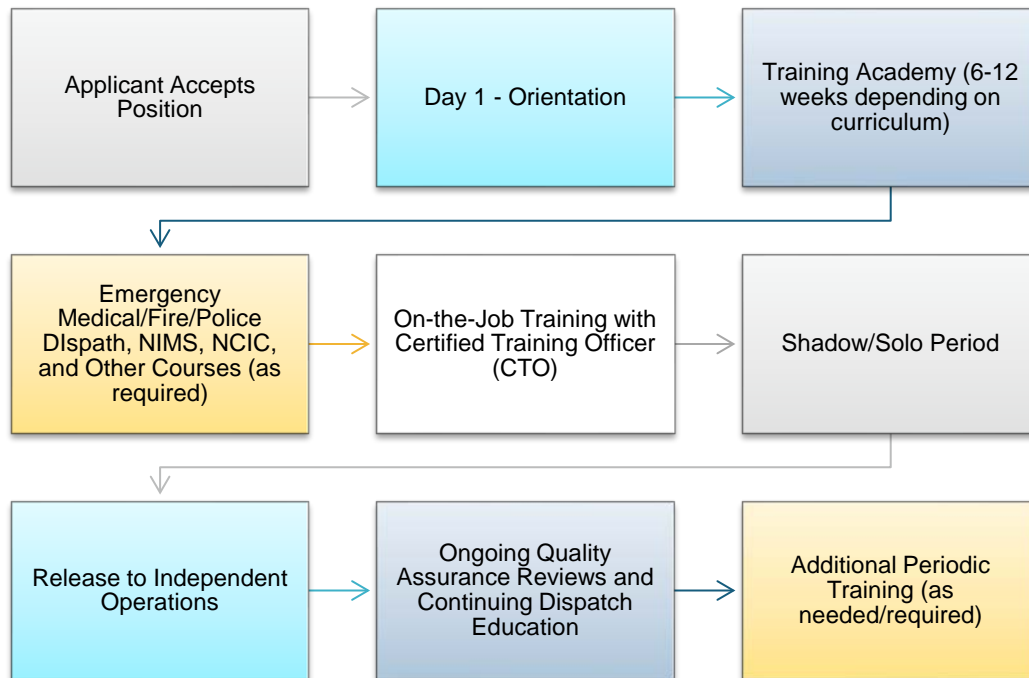 Applicant Accepts
Position
Day 1 - Orientation
Training Academy (6-12
weeks depending on
curriculum)
Emergency
Medical/Fire/Police
DIspath, NIMS, NCIC,
and Other Courses (as
required)
On-the-Job Training with
Certified Training Officer
(CTO)
Shadow/Solo Period
Release to Independent
Operations
Ongoing Quality
Assurance Reviews and
Continuing Dispatch
Education
Additional Periodic
Training (as
needed/required)